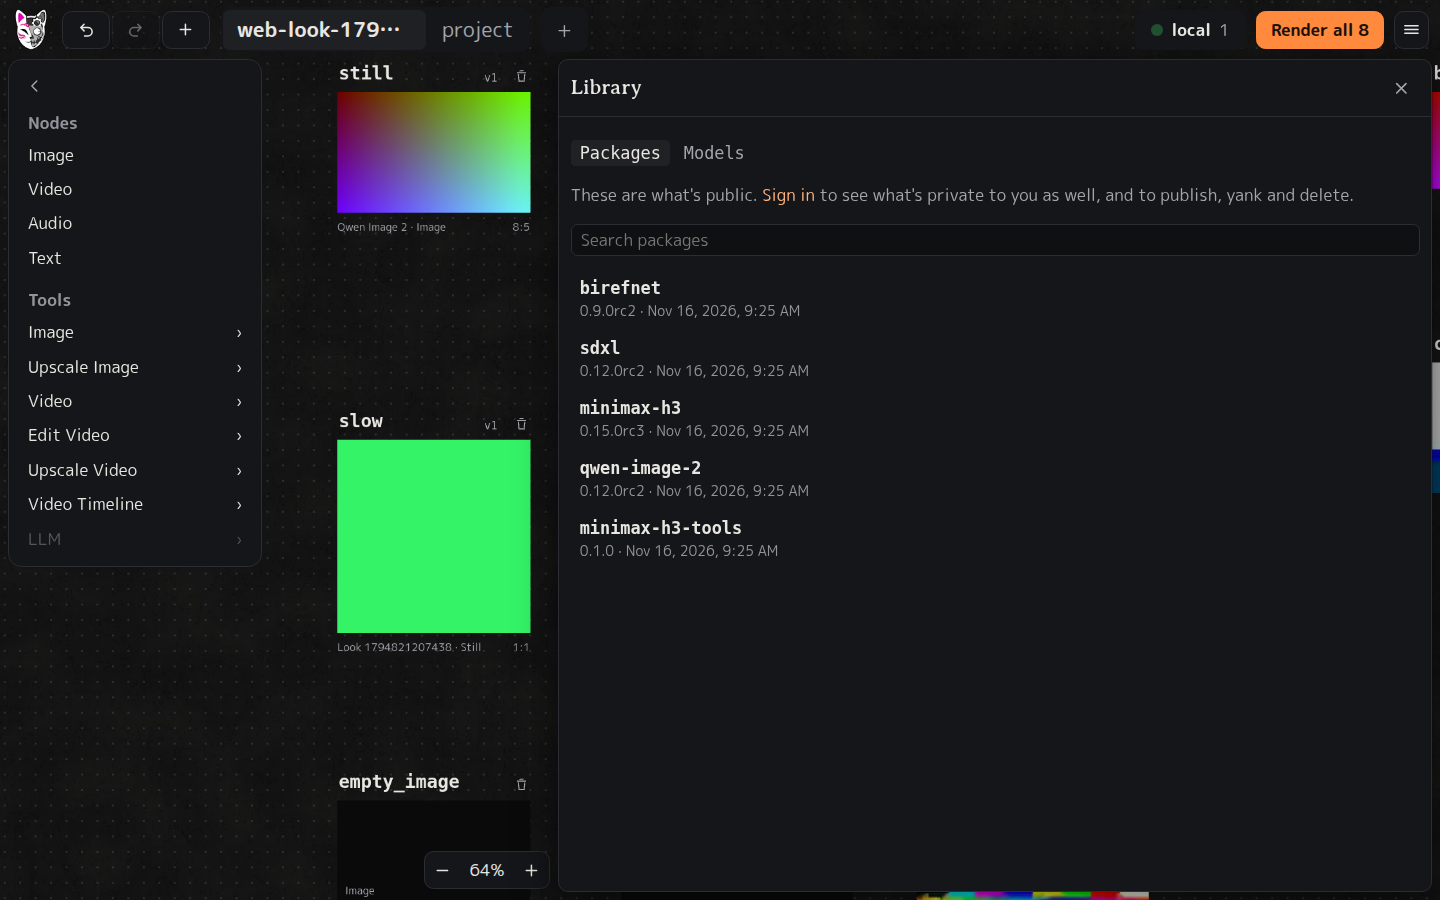 web-look-179···
project
local 1
Render all 8
Nodes
Image
Video
Audio
Text
Tools
Image
Upscale Image
Video
Edit Video
Upscale Video
Video Timeline
LLM
still
v1
Qwen Image 2 · Image
8:5
slow
v1
Look 1794821207438 · Still
1:1
empty_image
Image
64%
Library
Packages
Models
These are what's public. Sign in to see what's private to you as well, and to publish, yank and delete.
Search packages
birefnet
0.9.0rc2 · Nov 16, 2026, 9:25 AM
sdxl
0.12.0rc2 · Nov 16, 2026, 9:25 AM
minimax-h3
0.15.0rc3 · Nov 16, 2026, 9:25 AM
qwen-image-2
0.12.0rc2 · Nov 16, 2026, 9:25 AM
minimax-h3-tools
0.1.0 · Nov 16, 2026, 9:25 AM